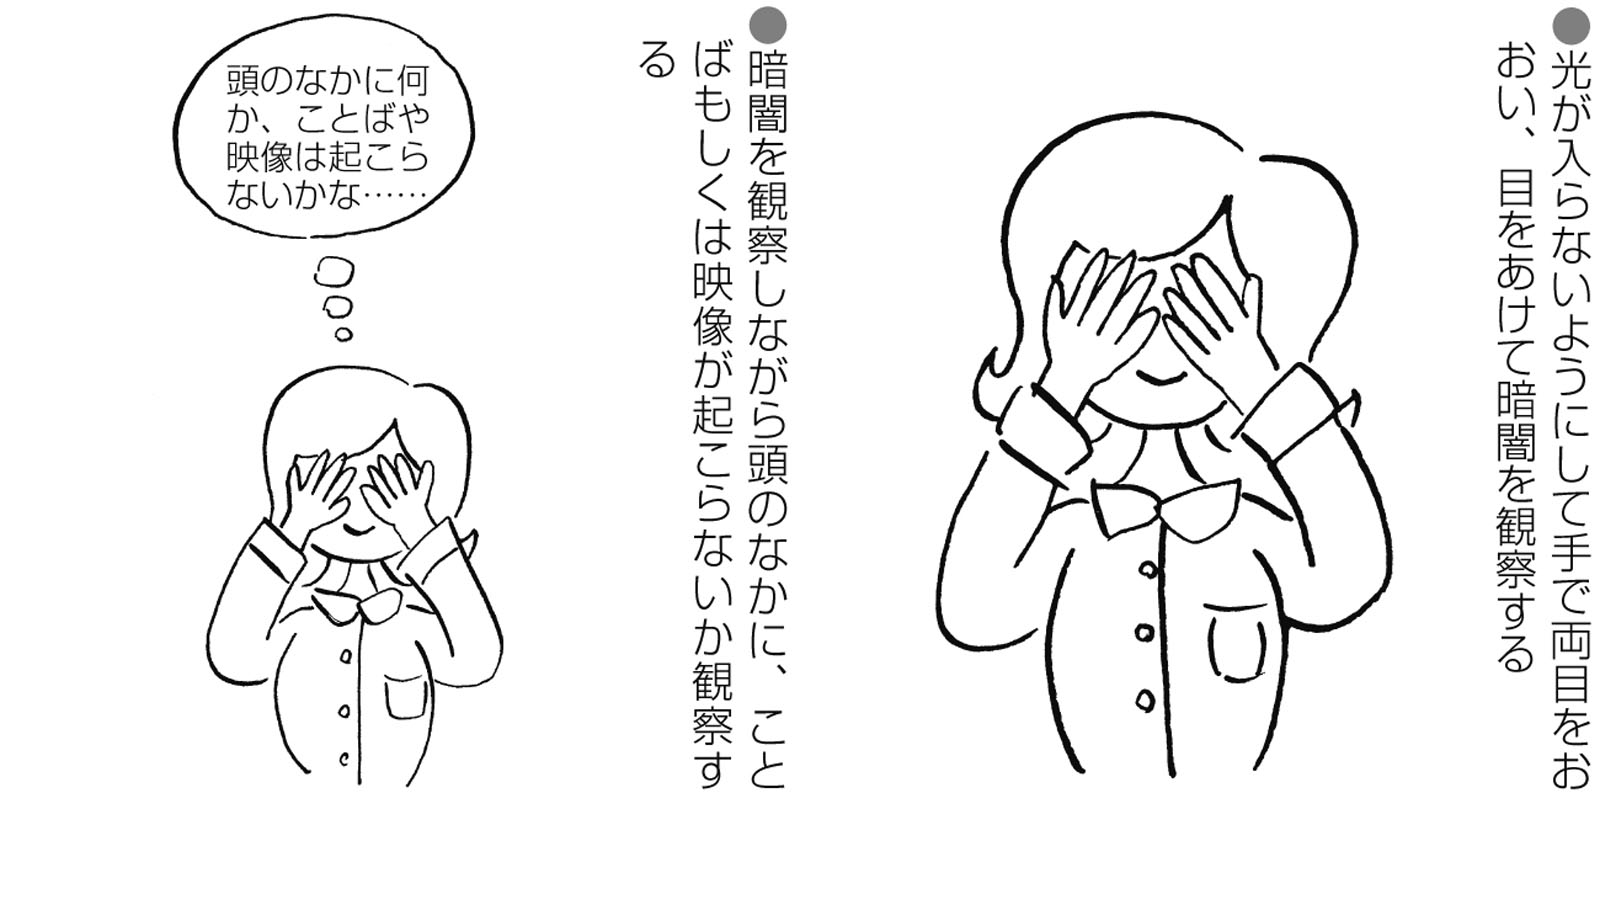 ●光が入らないようにして手で両目をお
おい、目をあけて暗闇を観察する
●暗闇を観察しながら頭のなかに、こと
ばもしくは映像が起こらないか観察す
る
頭のなかに何
か、ことばや
映像は起こら
ないかな……